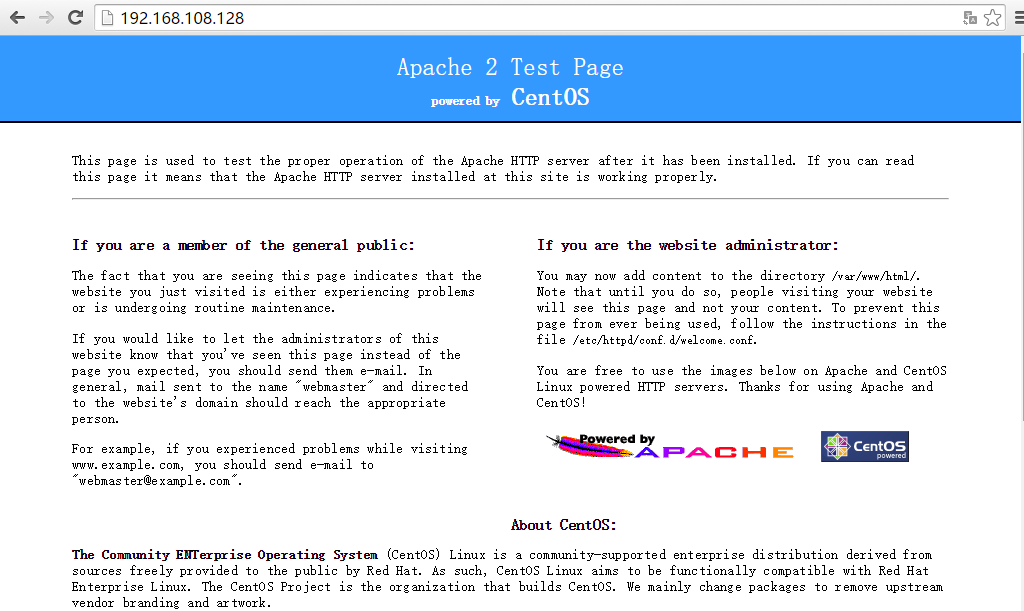 192.168.108.128
Apache 2 Test Page
powered by CentOS
This page is used to test the proper operation of the Apache HTTP server after it has been installed. If you can read
this page it means that the Apache HTTP server installed at this site is working properly.
If you are a member of the general public:
The fact that you are seeing this page indicates that the
website you just visited is either experiencing problems
or is undergoing routine maintenance.
If you would like to let the administrators of this
website know that you've seen this page instead of the
page you expected, you should send them e-mail. In
general, mail sent to the name "webmaster" and directed
to the website's domain should reach the appropriate
person.
For example, if you experienced problems while visiting
www.example.com, you should send e-mail to
"webmaster@example.com".
If you are the website administrator:
You may now add content to the directory /var/www/html/.
Note that until you do so, people visiting your website
will see this page and not your content. To prevent this
page from ever being used, follow the instructions in the
file /etc/httpd/conf.d/welcome.conf.
You are free to use the images below on Apache and CentOS
Linux powered HTTP servers. Thanks for using Apache and
CentOS!
Powered by
APACHE
CentOS
powered
About CentOS:
The Community ENTerprise Operating System (CentOS) Linux is a community-supported enterprise distribution derived from
sources freely provided to the public by Red Hat. As such, CentOS Linux aims to be functionally compatible with Red Hat
Enterprise Linux. The CentOS Project is the organization that builds CentOS. We mainly change packages to remove upstream
vendor branding and artwork.